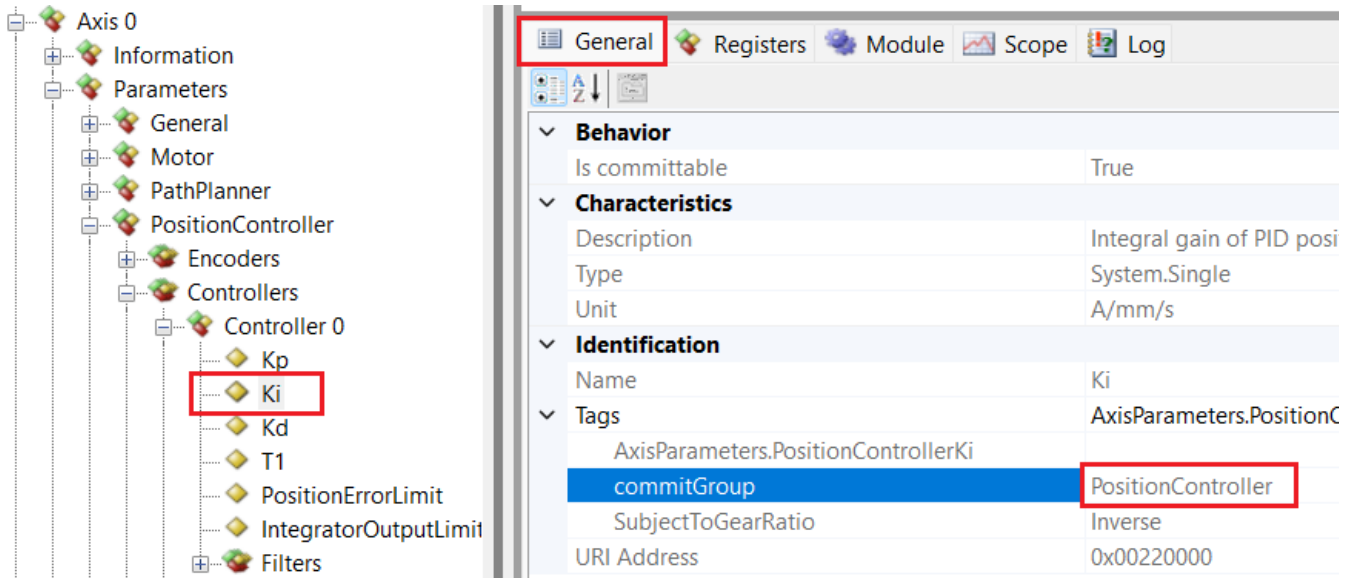 Axis 0
Information
Parameters
General
Motor
PathPlanner
PositionController
Encoders
Controllers
Controller 0
Kp
Ki
Kd
T1
PositionErrorLimit
IntegratorOutputLimit
Filters
General Registers Module Scope Log
Behavior
Is committable True
Characteristics
Description Integral gain of PID posi
Type System.Single
Unit A/mm/s
Identification
Name Ki
Tags AxisParameters.PositionC
AxisParameters.PositionControllerKi
commitGroup PositionController
SubjectToGearRatio Inverse
URI Address 0x00220000